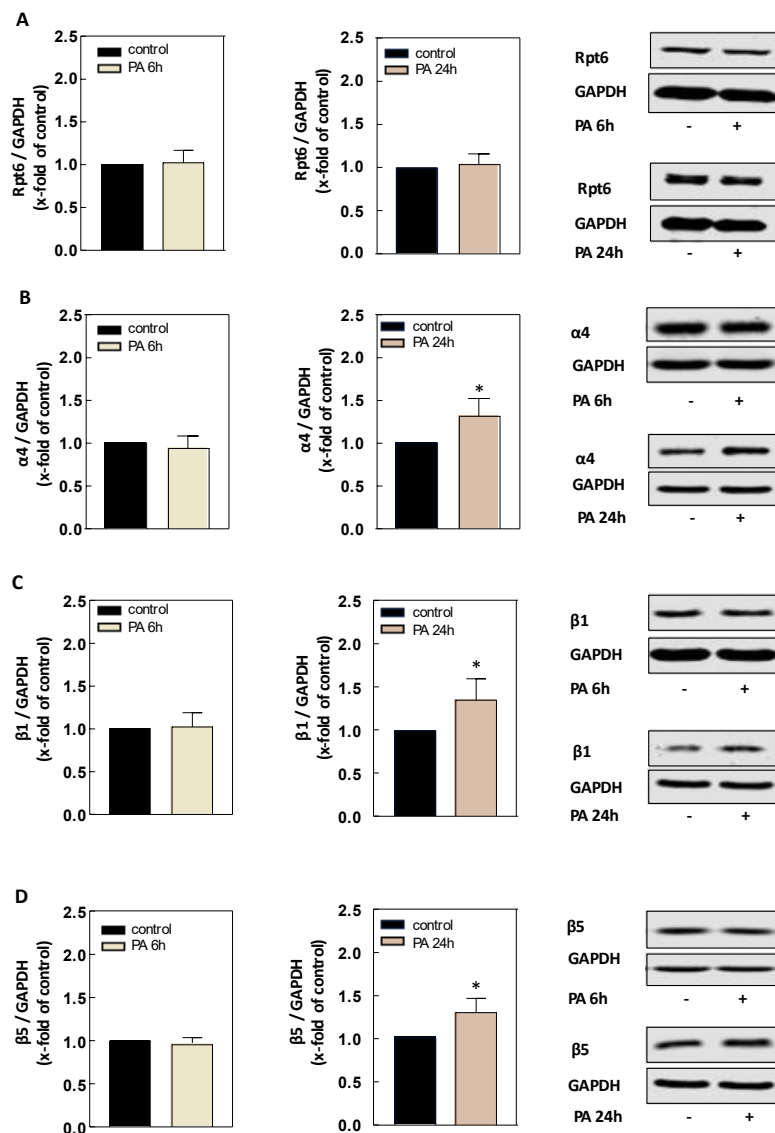 A
Rpt6 / GAPDH
(x-fold of control)
2.5
2.0
1.5
1.0
0.5
0.0
control
PA 6h
Rpt6 / GAPDH
(x-fold of control)
2.5
2.0
1.5
1.0
0.5
0.0
control
PA 24h
Rpt6
GAPDH
PA 6h - +
Rpt6
GAPDH
PA 24h - +
B
α4 / GAPDH
(x-fold of control)
2.5
2.0
1.5
1.0
0.5
0.0
control
PA 6h
α4 / GAPDH
(x-fold of control)
2.5
2.0
1.5
1.0
0.5
0.0
control
PA 24h
*
α4
GAPDH
PA 6h - +
α4
GAPDH
PA 24h - +
C
β1 / GAPDH
(x-fold of control)
2.5
2.0
1.5
1.0
0.5
0.0
control
PA 6h
β1 / GAPDH
(x-fold of control)
2.5
2.0
1.5
1.0
0.5
0.0
control
PA 24h
*
β1
GAPDH
PA 6h - +
β1
GAPDH
PA 24h - +
D
β5 / GAPDH
(x-fold of control)
2.5
2.0
1.5
1.0
0.5
0.0
control
PA 6h
β5 / GAPDH
(x-fold of control)
2.5
2.0
1.5
1.0
0.5
0.0
control
PA 24h
*
β5
GAPDH
PA 6h - +
β5
GAPDH
PA 24h - +